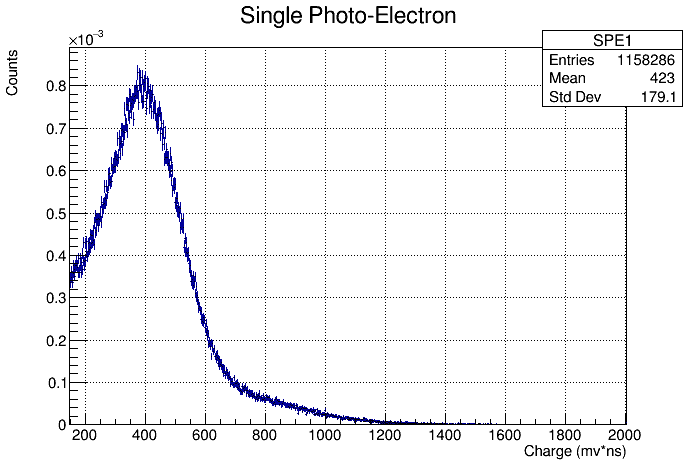 Single Photo-Electron
×10⁻³
Counts
SPE1
Entries 1158286
Mean 423
Std Dev 179.1
0.8
0.7
0.6
0.5
0.4
0.3
0.2
0.1
0
200 400 600 800 1000 1200 1400 1600 1800 2000
Charge (mv*ns)